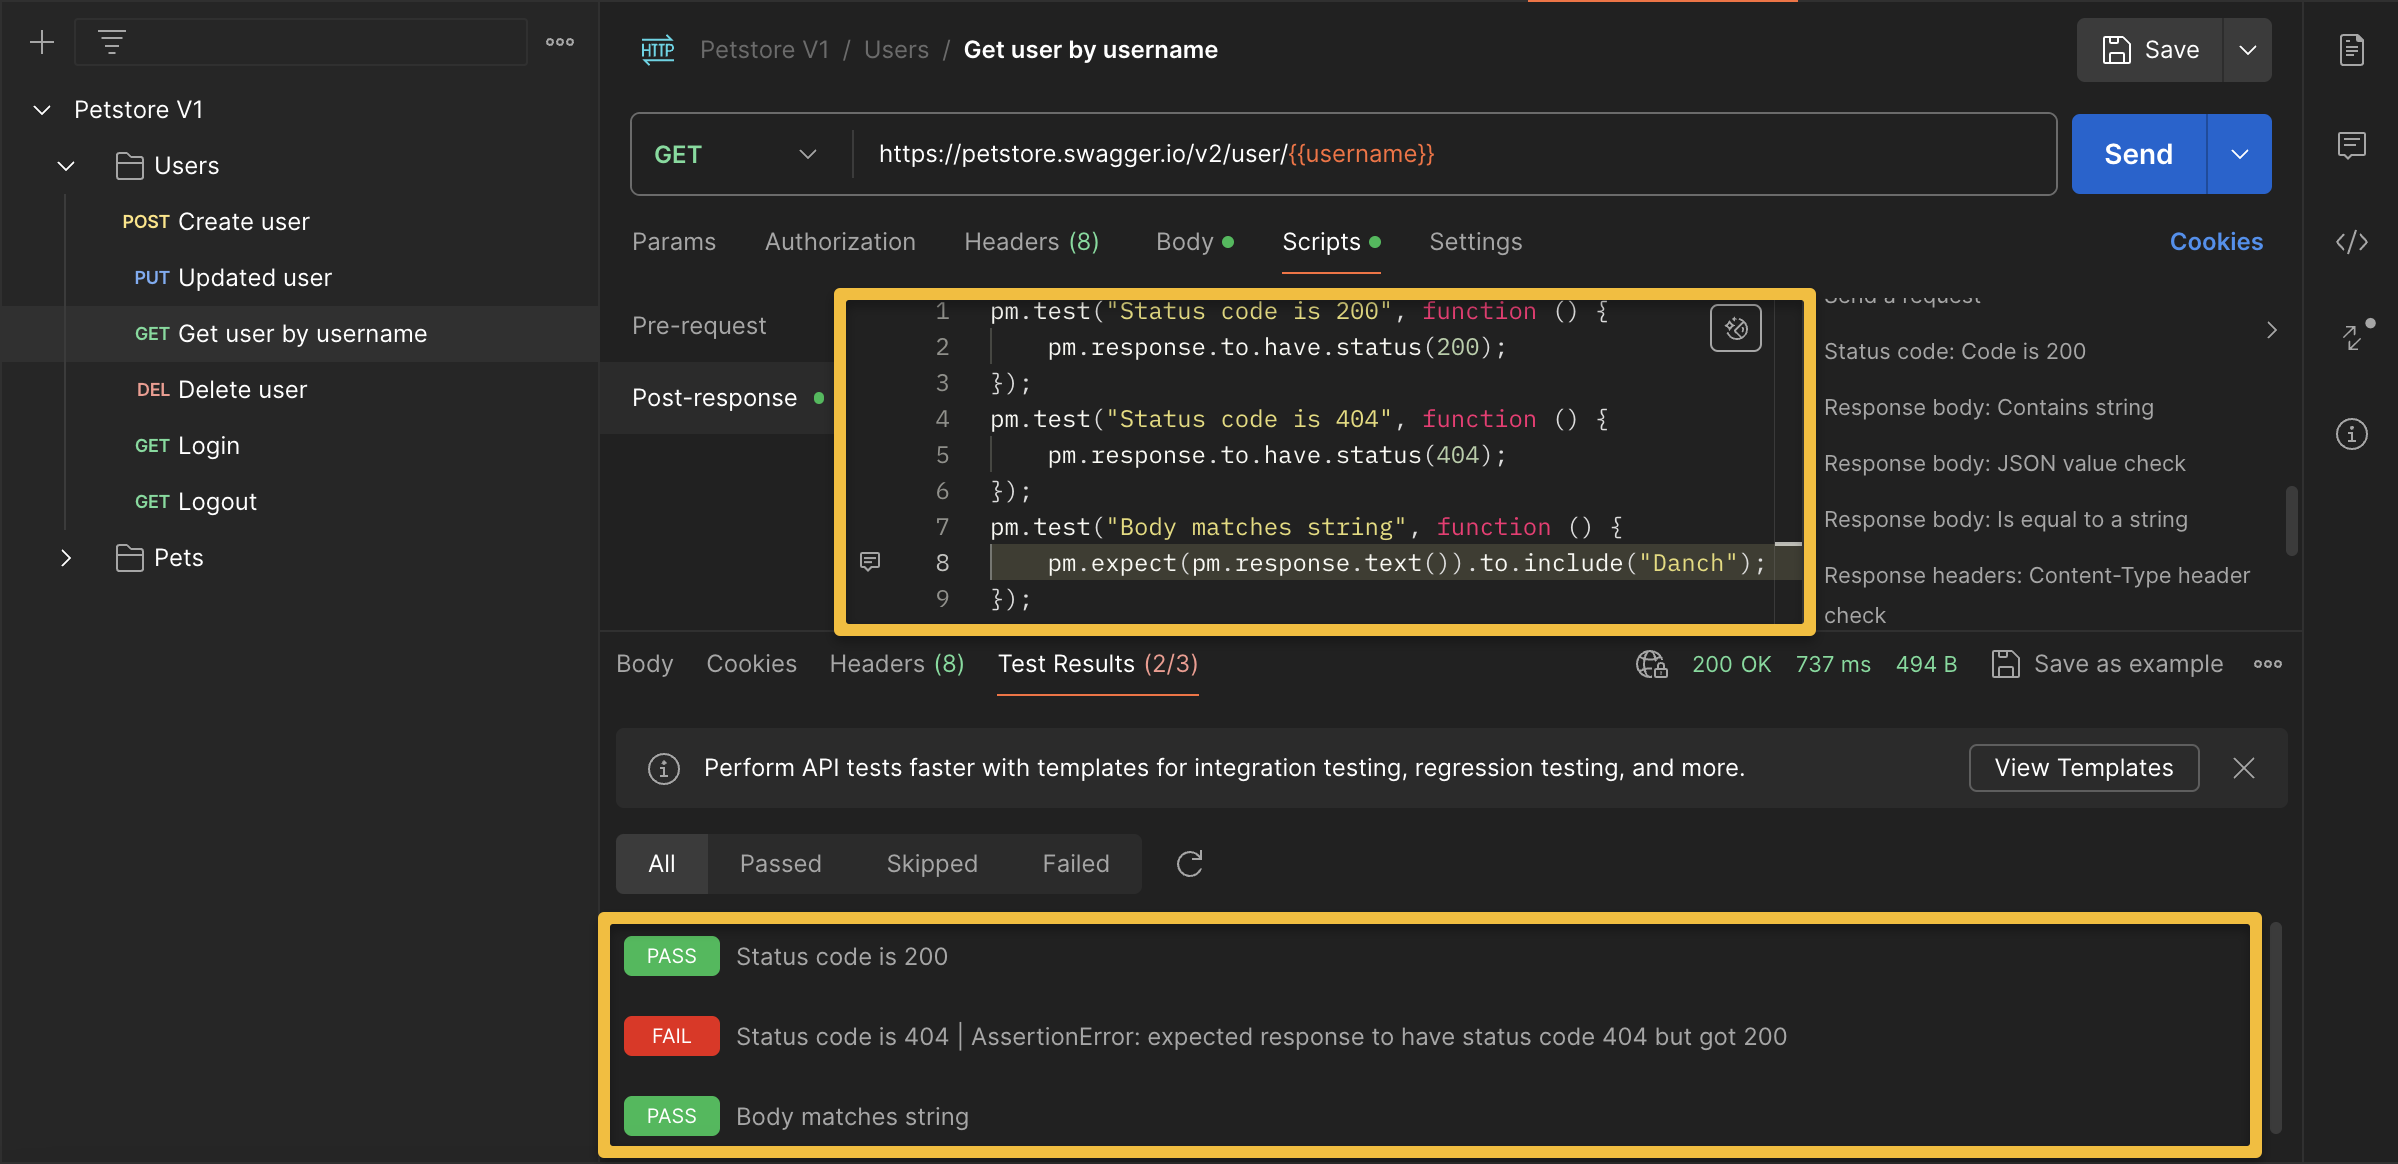 Petstore V1
Users
POST Create user
PUT Updated user
GET Get user by username
DEL Delete user
GET Login
GET Logout
Pets
HTTP Petstore V1 / Users / Get user by username
Save
GET https://petstore.swagger.io/v2/user/{{username}}
Send
Params Authorization Headers (8) Body Scripts Settings Cookies
Pre-request
Post-response
1 pm.test("Status code is 200", function () {
2 pm.response.to.have.status(200);
3 });
4 pm.test("Status code is 404", function () {
5 pm.response.to.have.status(404);
6 });
7 pm.test("Body matches string", function () {
8 pm.expect(pm.response.text()).to.include("Danch");
9 });
Send a request
Status code: Code is 200
Response body: Contains string
Response body: JSON value check
Response body: Is equal to a string
Response headers: Content-Type header
check
Body Cookies Headers (8) Test Results (2/3) 200 OK 737 ms 494 B Save as example
Perform API tests faster with templates for integration testing, regression testing, and more. View Templates
All Passed Skipped Failed
PASS Status code is 200
FAIL Status code is 404 | AssertionError: expected response to have status code 404 but got 200
PASS Body matches string